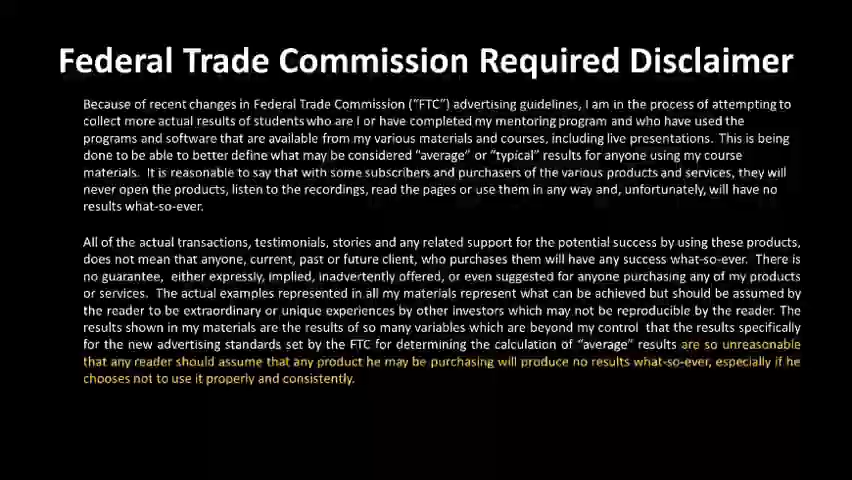 Federal Trade Commission Required Disclaimer
Because of recent changes in Federal Trade Commission (“FTC”) advertising guidelines, I am in the process of attempting to
collect more actual results of students who are I or have completed my mentoring program and who have used the
programs and software that are available from my various materials and courses, including live presentations. This is being
done to be able to better define what may be considered “average” or “typical” results for anyone using my course
materials. It is reasonable to say that with some subscribers and purchasers of the various products and services, they will
never open the products, listen to the recordings, read the pages or use them in any way and, unfortunately, will have no
results what-so-ever.
All of the actual transactions, testimonials, stories and any related support for the potential success by using these products,
does not mean that anyone, current, past or future client, who purchases them will have any success what-so-ever. There is
no guarantee, either expressly, implied, inadvertently offered, or even suggested for anyone purchasing any of my products
or services. The actual examples represented in all my materials represent what can be achieved but should be assumed by
the reader to be extraordinary or unique experiences by other investors which may not be reproducible by the reader. The
results shown in my materials are the results of so many variables which are beyond my control that the results specifically
for the new advertising standards set by the FTC for determining the calculation of “average” results are so unreasonable
that any reader should assume that any product he may be purchasing will produce no results what-so-ever, especially if he
chooses not to use it properly and consistently.